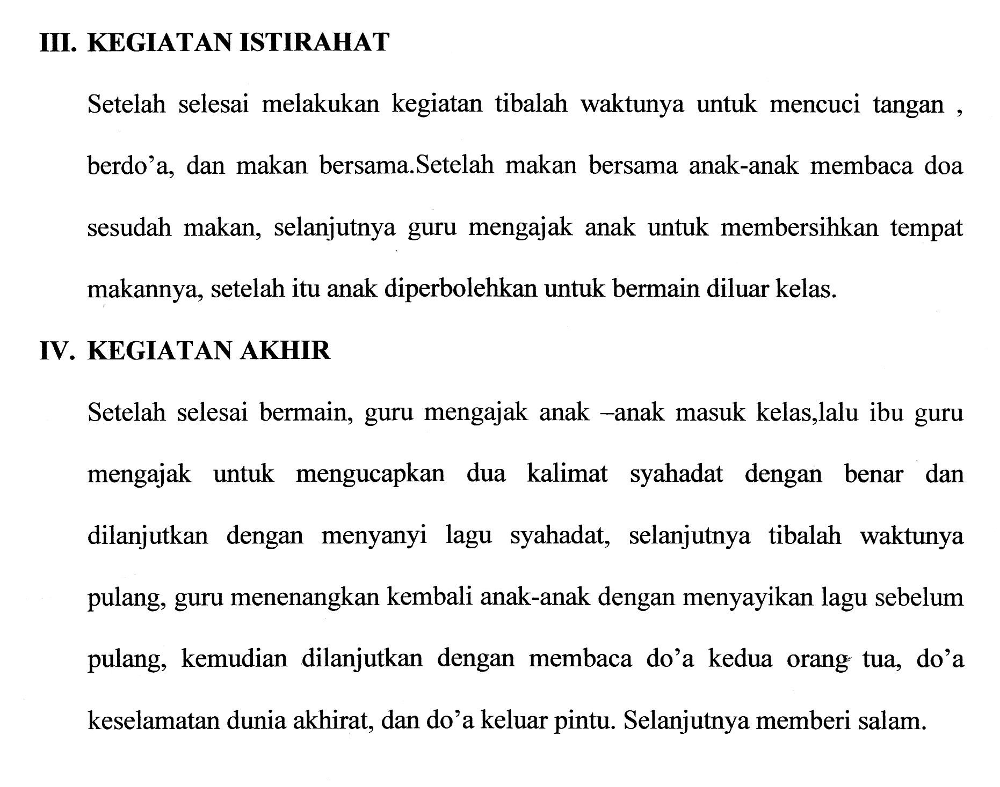 III. KEGIATAN ISTIRAHAT
Setelah selesai melakukan kegiatan tibalah waktunya untuk mencuci tangan ,
berdo’a, dan makan bersama.Setelah makan bersama anak-anak membaca doa
sesudah makan, selanjutnya guru mengajak anak untuk membersihkan tempat
makannya, setelah itu anak diperbolehkan untuk bermain diluar kelas.
IV. KEGIATAN AKHIR
Setelah selesai bermain, guru mengajak anak –anak masuk kelas,lalu ibu guru
mengajak untuk mengucapkan dua kalimat syahadat dengan benar dan
dilanjutkan dengan menyanyi lagu syahadat, selanjutnya tibalah waktunya
pulang, guru menenangkan kembali anak-anak dengan menyayikan lagu sebelum
pulang, kemudian dilanjutkan dengan membaca do’a kedua orang tua, do’a
keselamatan dunia akhirat, dan do’a keluar pintu. Selanjutnya memberi salam.